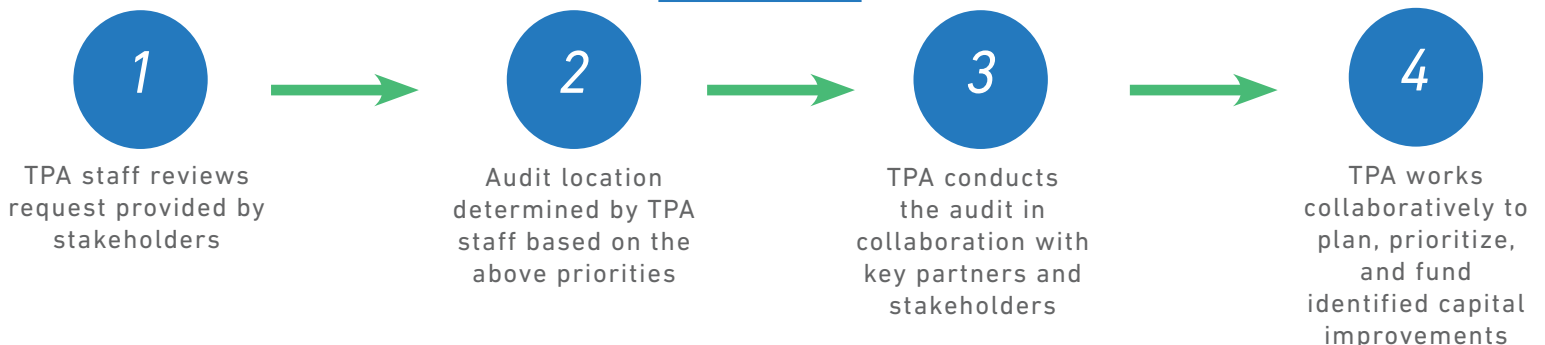 1
TPA staff reviews
request provided by
stakeholders
2
Audit location
determined by TPA
staff based on the
above priorities
3
TPA conducts
the audit in
collaboration with
key partners and
stakeholders
4
TPA works
collaboratively to
plan, prioritize,
and fund
identified capital
improvements